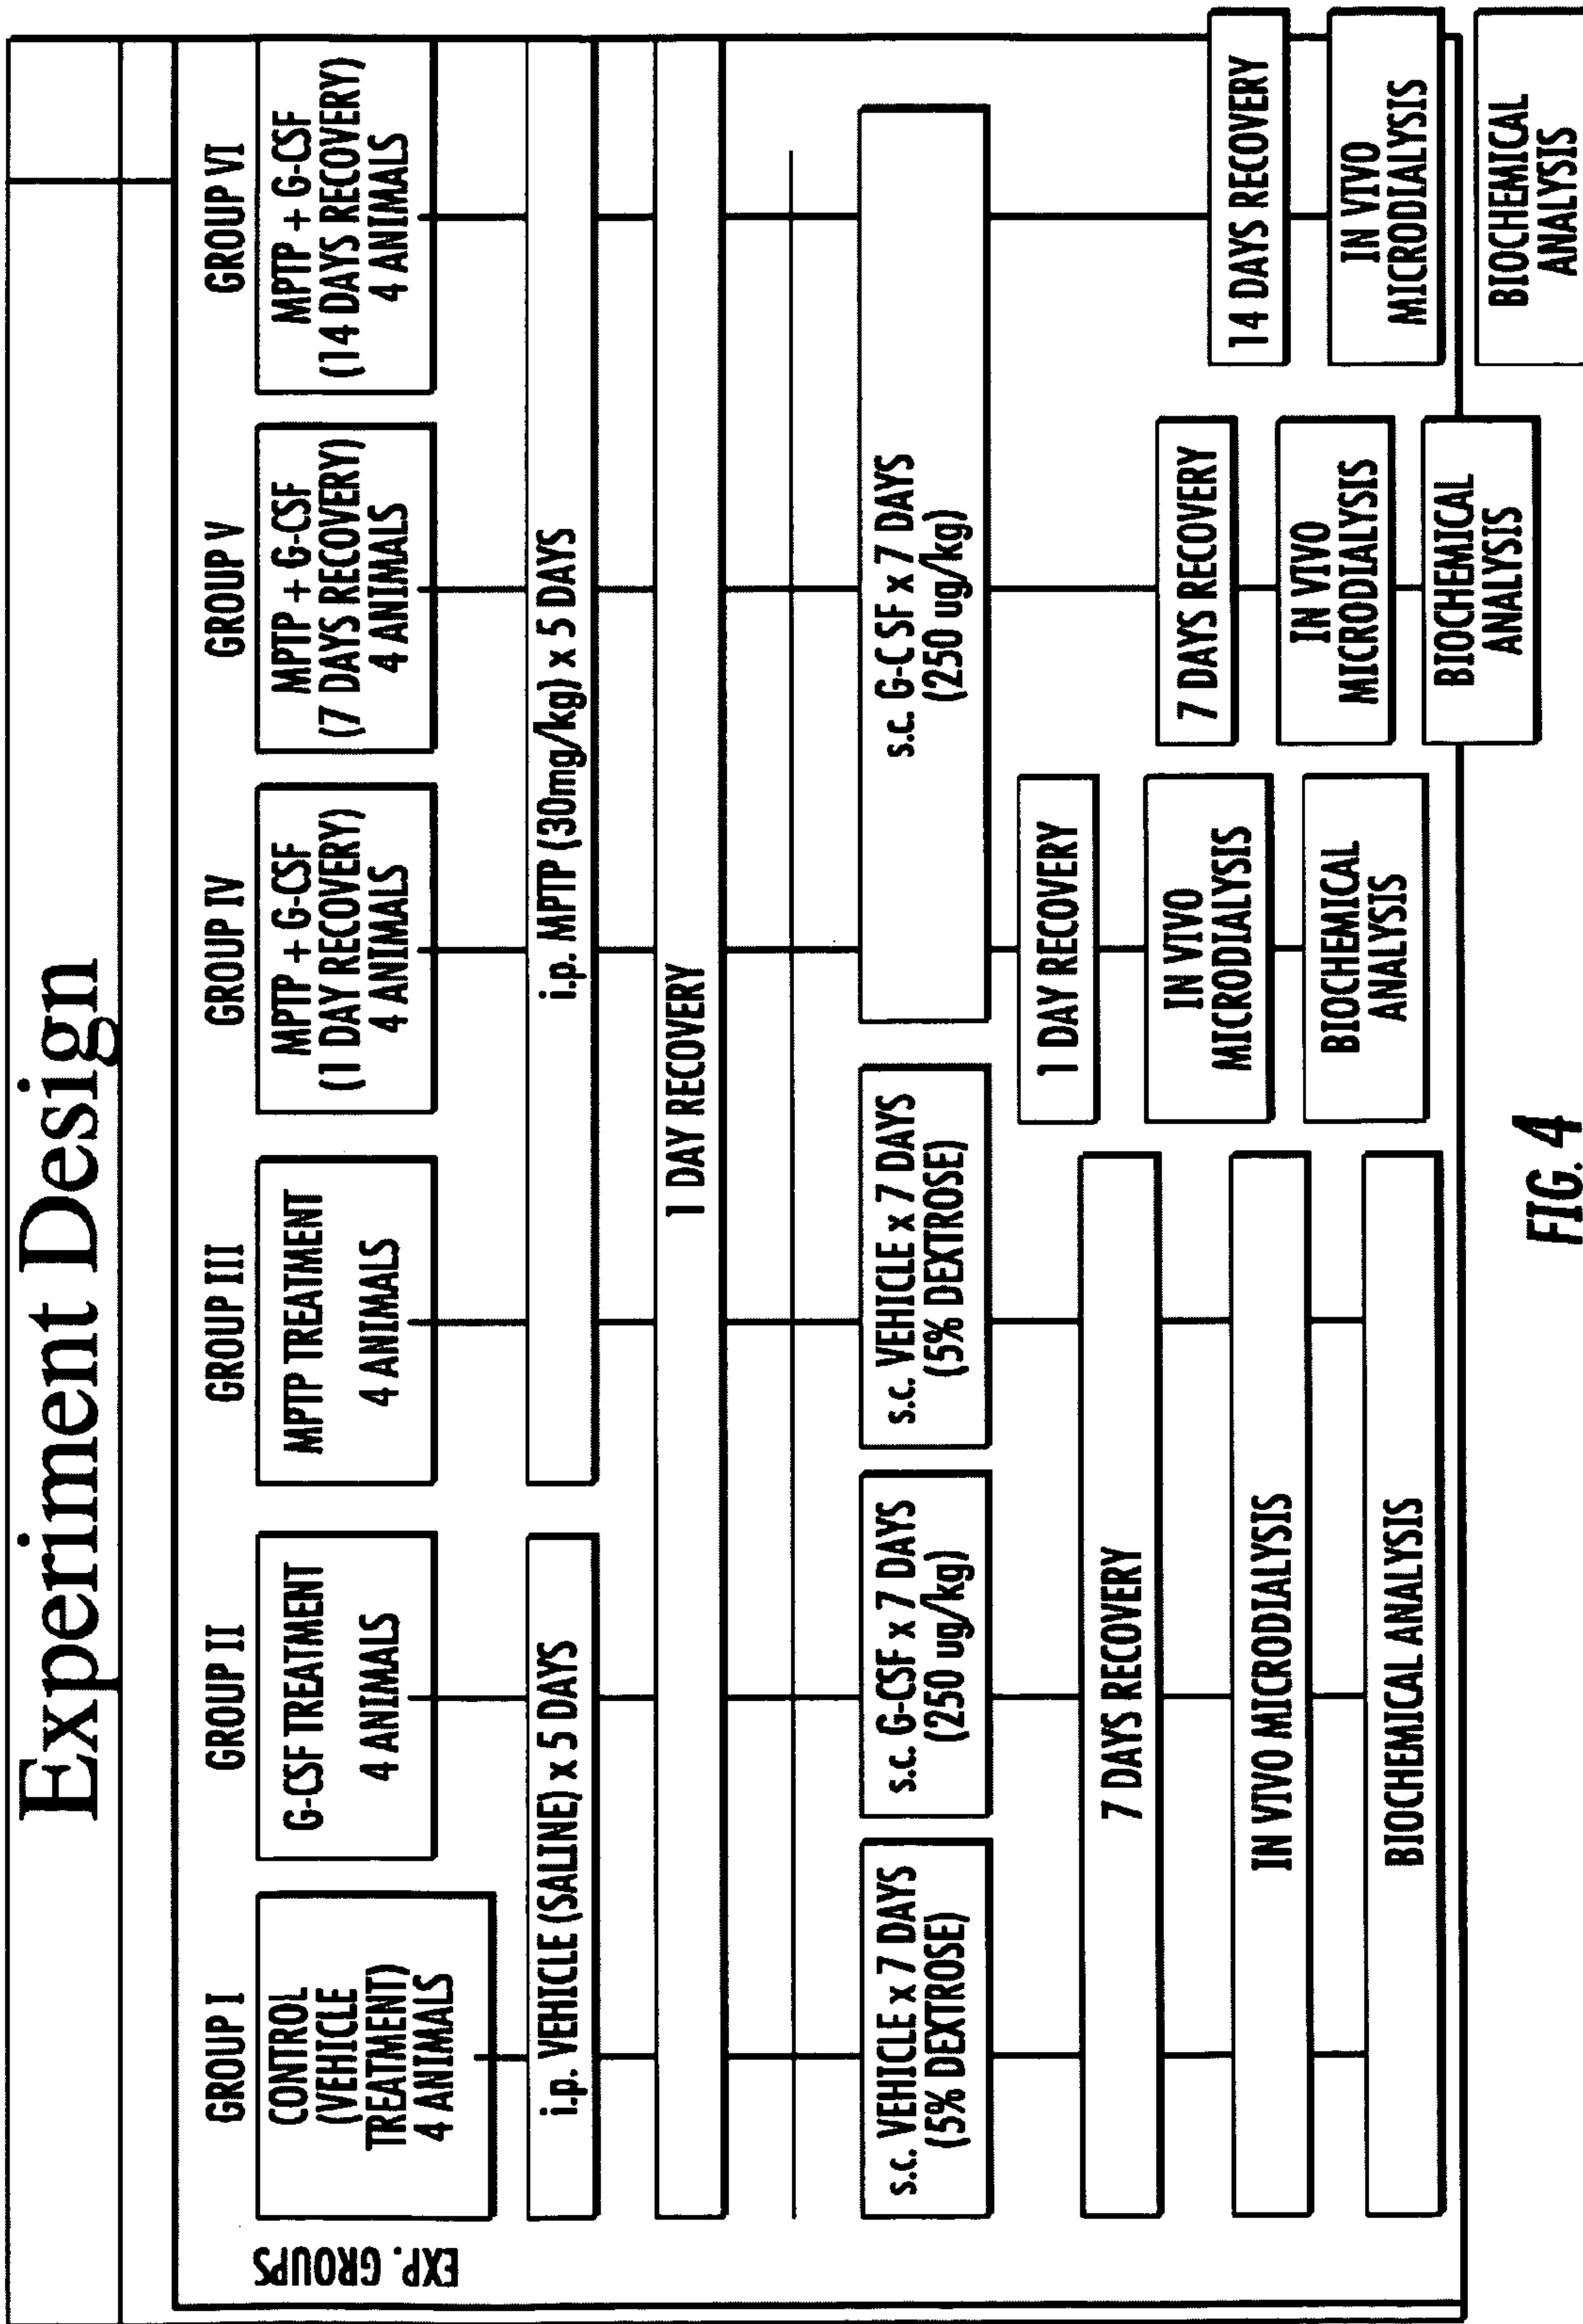 Experiment Design
EXP. GROUPS
GROUP I
CONTROL
(VEHICLE
TREATMENT)
4 ANIMALS
GROUP II
G-CSF TREATMENT
4 ANIMALS
GROUP III
MPTP TREATMENT
4 ANIMALS
GROUP IV
MPTP + G-CSF
(1 DAY RECOVERY)
4 ANIMALS
GROUP V
MPTP + G-CSF
(7 DAYS RECOVERY)
4 ANIMALS
GROUP VI
MPTP + G-CSF
(14 DAYS RECOVERY)
4 ANIMALS
i.p. VEHICLE (SALINE) x 5 DAYS
i.p. MPTP (30mg/kg) x 5 DAYS
1 DAY RECOVERY
s.c. VEHICLE x 7 DAYS
(5% DEXTROSE)
s.c. G-CSF x 7 DAYS
(250 ug/kg)
s.c. VEHICLE x 7 DAYS
(5% DEXTROSE)
s.c. G-CSF x 7 DAYS
(250 ug/kg)
7 DAYS RECOVERY
IN VIVO MICRODIALYSIS
BIOCHEMICAL ANALYSIS
1 DAY RECOVERY
IN VIVO
MICRODIALYSIS
BIOCHEMICAL
ANALYSIS
7 DAYS RECOVERY
IN VIVO
MICRODIALYSIS
BIOCHEMICAL
ANALYSIS
14 DAYS RECOVERY
IN VIVO
MICRODIALYSIS
BIOCHEMICAL
ANALYSIS
FIG. 4